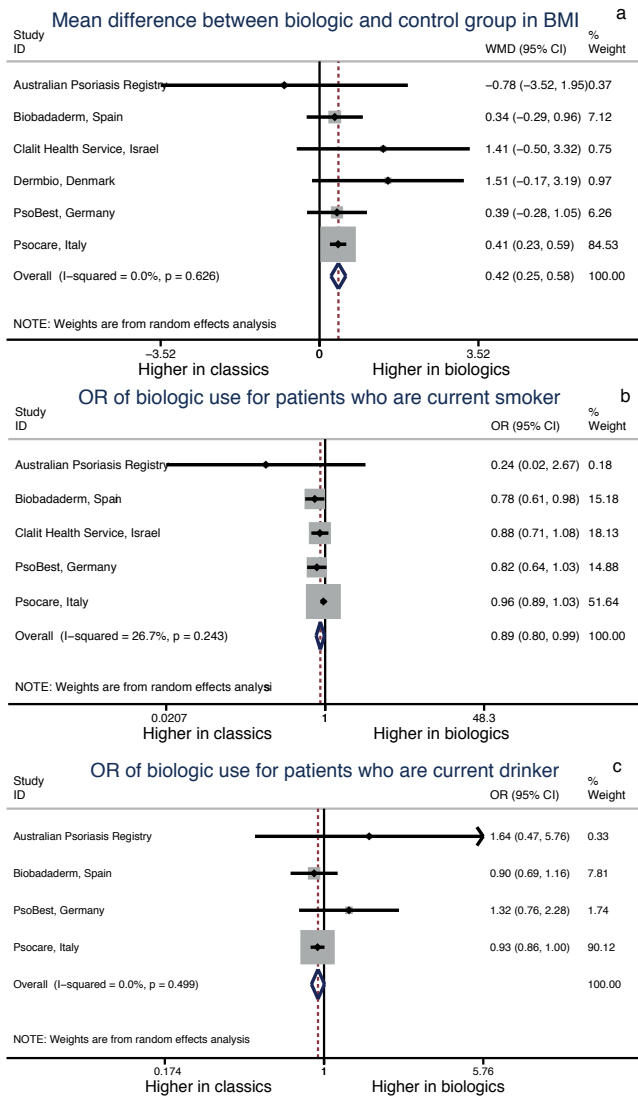 a
Mean difference between biologic and control group in BMI
Study %
ID WMD (95% CI) Weight
Australian Psoriasis Registry −0.78 (−3.52, 1.95) 0.37
Biobadaderm, Spain 0.34 (−0.29, 0.96) 7.12
Clalit Health Service, Israel 1.41 (−0.50, 3.32) 0.75
Dermbio, Denmark 1.51 (−0.17, 3.19) 0.97
PsoBest, Germany 0.39 (−0.28, 1.05) 6.26
Psocare, Italy 0.41 (0.23, 0.59) 84.53
Overall (I−squared = 0.0%, p = 0.626) 0.42 (0.25, 0.58) 100.00
NOTE: Weights are from random effects analysis
−3.52 0 3.52
Higher in classics Higher in biologics
b
OR of biologic use for patients who are current smoker
Study %
ID OR (95% CI) Weight
Australian Psoriasis Registry 0.24 (0.02, 2.67) 0.18
Biobadaderm, Spain 0.78 (0.61, 0.98) 15.18
Clalit Health Service, Israel 0.88 (0.71, 1.08) 18.13
PsoBest, Germany 0.82 (0.64, 1.03) 14.88
Psocare, Italy 0.96 (0.89, 1.03) 51.64
Overall (I−squared = 26.7%, p = 0.243) 0.89 (0.80, 0.99) 100.00
NOTE: Weights are from random effects analysi
0.0207 1 48.3
Higher in classics Higher in biologics
c
OR of biologic use for patients who are current drinker
Study %
ID OR (95% CI) Weight
Australian Psoriasis Registry 1.64 (0.47, 5.76) 0.33
Biobadaderm, Spain 0.90 (0.69, 1.16) 7.81
PsoBest, Germany 1.32 (0.76, 2.28) 1.74
Psocare, Italy 0.93 (0.86, 1.00) 90.12
Overall (I−squared = 0.0%, p = 0.499) 100.00
NOTE: Weights are from random effects analysis
0.174 1 5.76
Higher in classics Higher in biologics